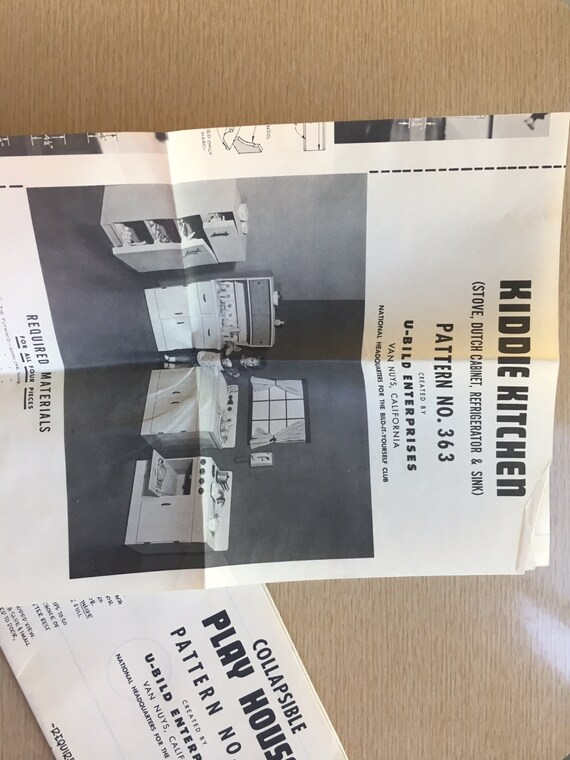 KIDDIE KITCHEN
(STOVE, DUTCH CABINET, REFRIGERATOR & SINK)
PATTERN NO. 363
CREATED BY
U-BILD ENTERPRISES
VAN NUYS, CALIFORNIA
NATIONAL HEADQUARTERS FOR THE BILD-IT-YOURSELF CLUB
REQUIRED MATERIALS
FOR ALL FOUR PIECES
COLLAPSIBLE
PLAY HOUS
PATTERN NO
CREATED BY
U-BILD ENTERP
VAN NUYS, CALIF
NATIONAL HEADQUARTERS FOR THE
-REQUIRE